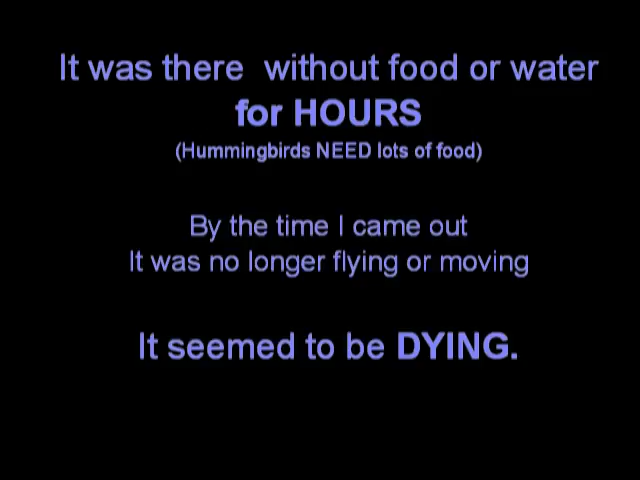 It was there  without food or water
for HOURS
(Hummingbirds NEED lots of food)
By the time I came out
It was no longer flying or moving
It seemed to be DYING.